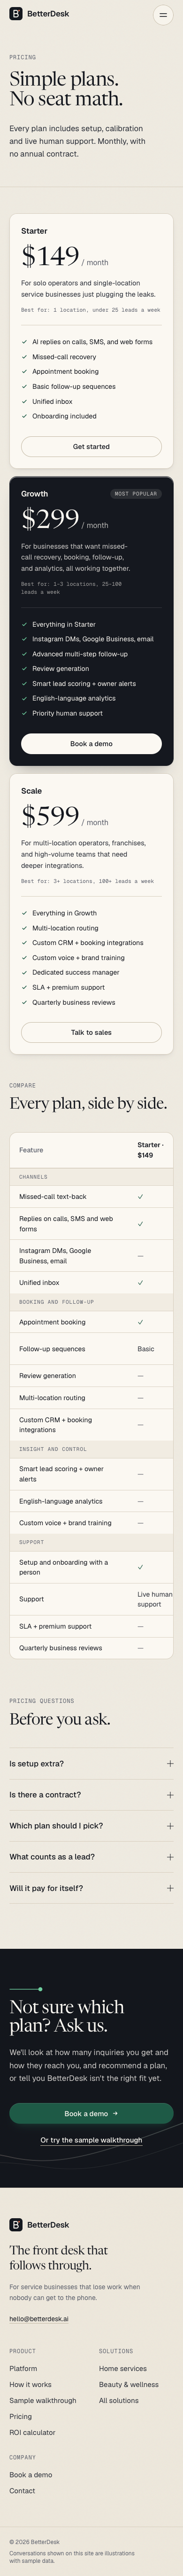 BetterDesk
PRICING
Simple plans.
No seat math.
Every plan includes setup, calibration
and live human support. Monthly, with
no annual contract.
Starter
$149 / month
For solo operators and single-location
service businesses just plugging the leaks.
Best for: 1 location, under 25 leads a week
AI replies on calls, SMS, and web forms
Missed-call recovery
Appointment booking
Basic follow-up sequences
Unified inbox
Onboarding included
Get started
Growth
MOST POPULAR
$299 / month
For businesses that want missed-
call recovery, booking, follow-up,
and analytics, all working together.
Best for: 1-3 locations, 25-100
leads a week
Everything in Starter
Instagram DMs, Google Business, email
Advanced multi-step follow-up
Review generation
Smart lead scoring + owner alerts
English-language analytics
Priority human support
Book a demo
Scale
$599 / month
For multi-location operators, franchises,
and high-volume teams that need
deeper integrations.
Best for: 3+ locations, 100+ leads a week
Everything in Growth
Multi-location routing
Custom CRM + booking integrations
Custom voice + brand training
Dedicated success manager
SLA + premium support
Quarterly business reviews
Talk to sales
COMPARE
Every plan, side by side.
Feature
Starter ·
$149
CHANNELS
Missed-call text-back
Replies on calls, SMS and web
forms
Instagram DMs, Google
Business, email
Unified inbox
BOOKING AND FOLLOW-UP
Appointment booking
Follow-up sequences
Basic
Review generation
Multi-location routing
Custom CRM + booking
integrations
INSIGHT AND CONTROL
Smart lead scoring + owner
alerts
English-language analytics
Custom voice + brand training
SUPPORT
Setup and onboarding with a
person
Support
Live human
support
SLA + premium support
Quarterly business reviews
PRICING QUESTIONS
Before you ask.
Is setup extra?
Is there a contract?
Which plan should I pick?
What counts as a lead?
Will it pay for itself?
Not sure which
plan? Ask us.
We'll look at how many inquiries you get and
how they reach you, and recommend a plan,
or tell you BetterDesk isn't the right fit yet.
Book a demo →
Or try the sample walkthrough
BetterDesk
The front desk that
follows through.
For service businesses that lose work when
nobody can get to the phone.
hello@betterdesk.ai
PRODUCT
Platform
How it works
Sample walkthrough
Pricing
ROI calculator
SOLUTIONS
Home services
Beauty & wellness
All solutions
COMPANY
Book a demo
Contact
© 2026 BetterDesk
Conversations shown on this site are illustrations
with sample data.